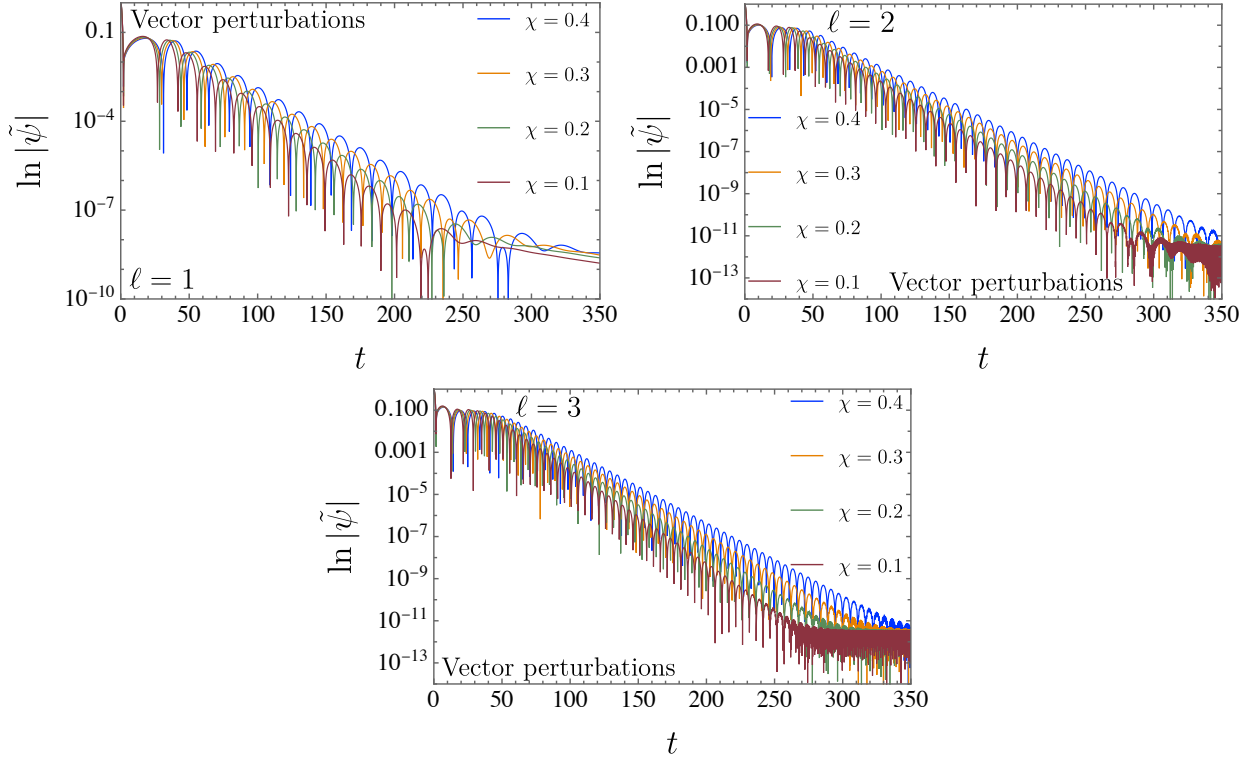 Vector perturbations
χ = 0.4
χ = 0.3
χ = 0.2
χ = 0.1
ℓ = 1
0.1
10⁻⁴
10⁻⁷
10⁻¹⁰
0 50 100 150 200 250 300 350
ln |ψ̃|
t
ℓ = 2
χ = 0.4
χ = 0.3
χ = 0.2
χ = 0.1
Vector perturbations
0.100
0.001
10⁻⁵
10⁻⁷
10⁻⁹
10⁻¹¹
10⁻¹³
0 50 100 150 200 250 300 350
ln |ψ̃|
t
ℓ = 3
χ = 0.4
χ = 0.3
χ = 0.2
χ = 0.1
Vector perturbations
0.100
0.001
10⁻⁵
10⁻⁷
10⁻⁹
10⁻¹¹
10⁻¹³
0 50 100 150 200 250 300 350
ln |ψ̃|
t